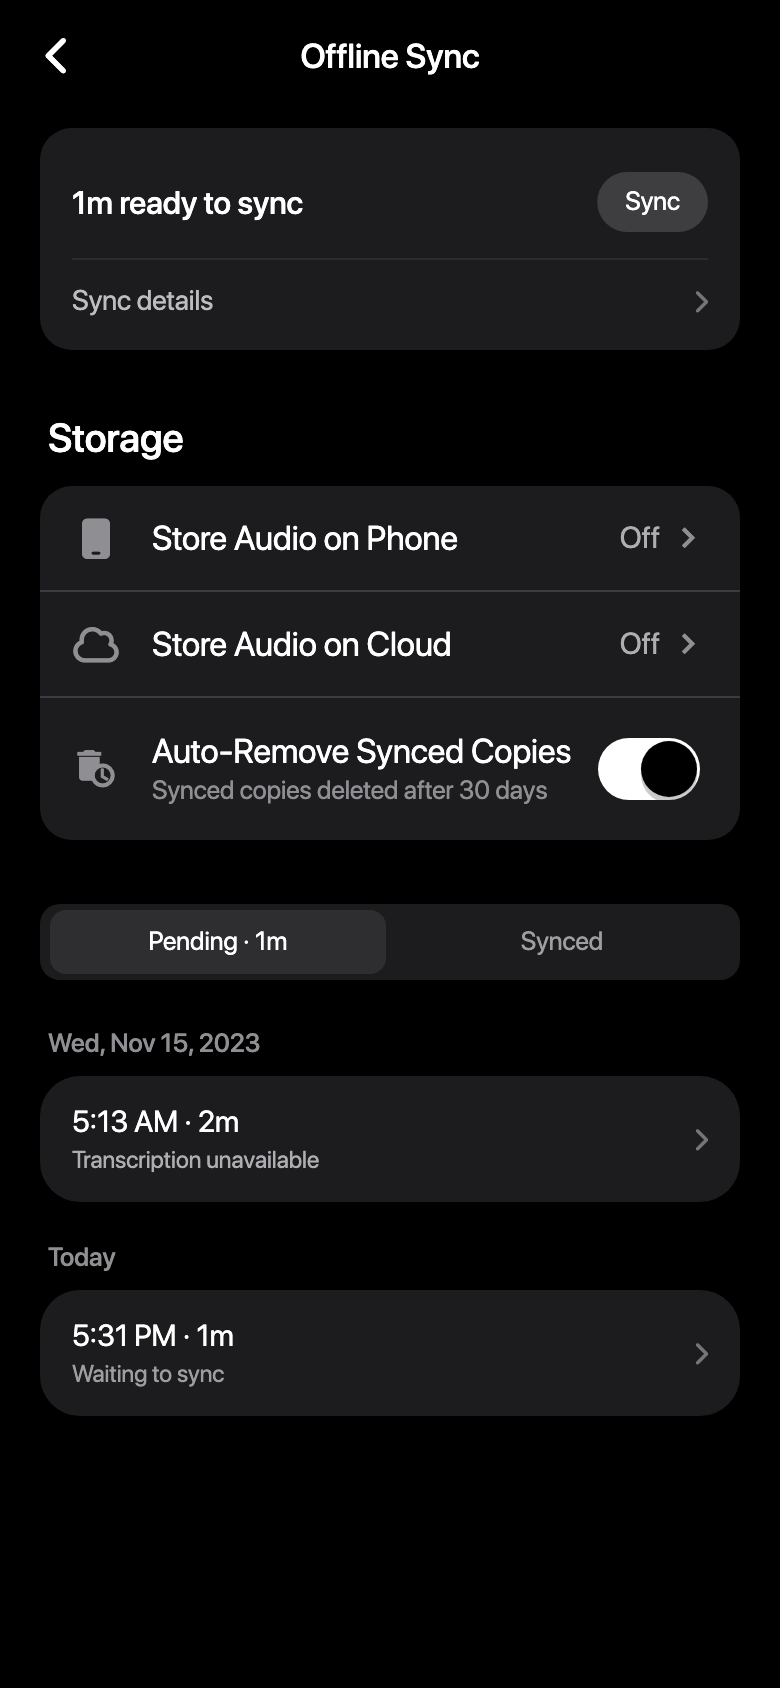 Offline Sync
1m ready to sync
Sync
Sync details
Storage
Store Audio on Phone
Off
Store Audio on Cloud
Off
Auto-Remove Synced Copies
Synced copies deleted after 30 days
Pending · 1m
Synced
Wed, Nov 15, 2023
5:13 AM · 2m
Transcription unavailable
Today
5:31 PM · 1m
Waiting to sync